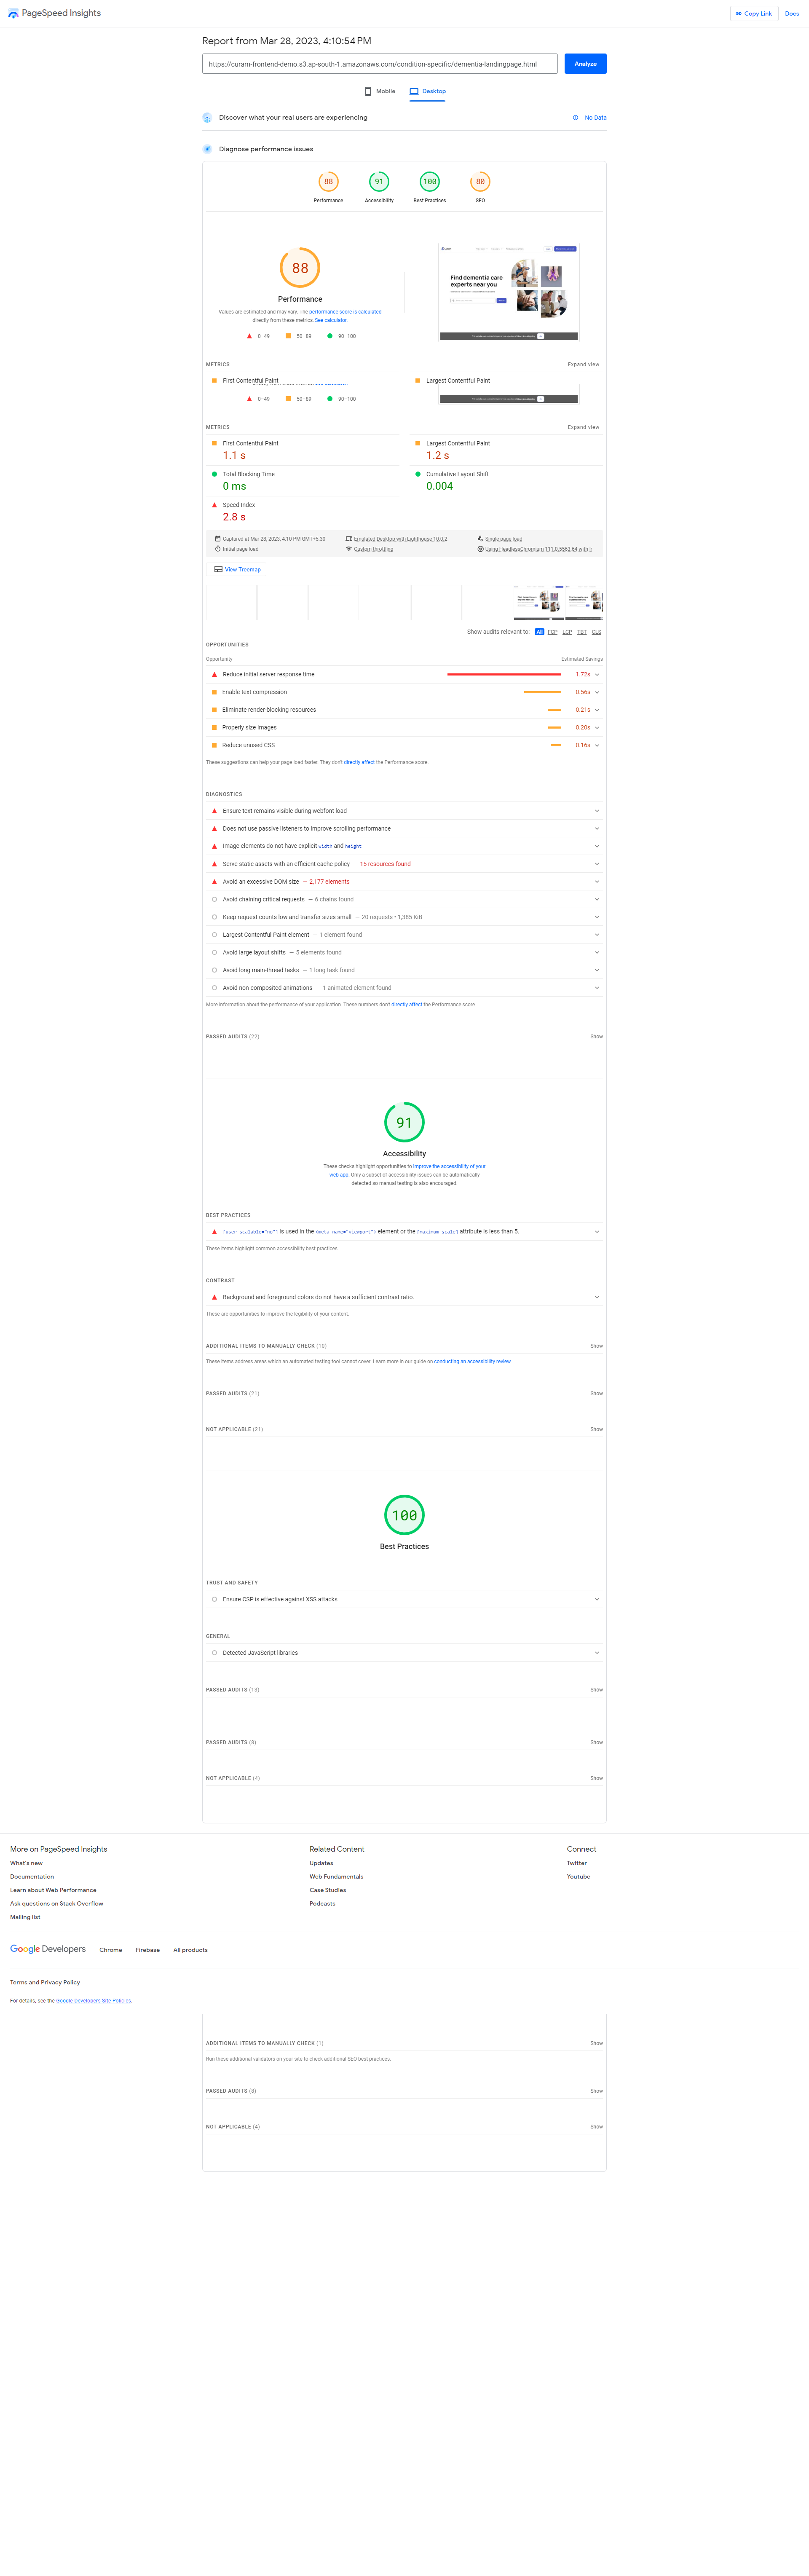 PageSpeed Insights
Copy Link
Docs
Report from Mar 28, 2023, 4:10:54 PM
https://curam-frontend-demo.s3.ap-south-1.amazonaws.com/condition-specific/dementia-landingpage.html
Analyze
Mobile
Desktop
Discover what your real users are experiencing
No Data
Diagnose performance issues
88
91
100
80
Performance
Accessibility
Best Practices
SEO
88
Performance
Values are estimated and may vary. The performance score is calculated
directly from these metrics. See calculator.
0–49
50–89
90–100
Find dementia care
experts near you
METRICS
Expand view
First Contentful Paint
Largest Contentful Paint
0–49
50–89
90–100
METRICS
Expand view
First Contentful Paint
1.1 s
Largest Contentful Paint
1.2 s
Total Blocking Time
0 ms
Cumulative Layout Shift
0.004
Speed Index
2.8 s
Captured at Mar 28, 2023, 4:10 PM GMT+5:30
Emulated Desktop with Lighthouse 10.0.2
Single page load
Initial page load
Custom throttling
Using HeadlessChromium 111.0.5563.64 with lr
View Treemap
Show audits relevant to:
All
FCP
LCP
TBT
CLS
OPPORTUNITIES
Opportunity
Estimated Savings
Reduce initial server response time
1.72s
Enable text compression
0.56s
Eliminate render-blocking resources
0.21s
Properly size images
0.20s
Reduce unused CSS
0.16s
These suggestions can help your page load faster. They don't directly affect the Performance score.
DIAGNOSTICS
Ensure text remains visible during webfont load
Does not use passive listeners to improve scrolling performance
Image elements do not have explicit width and height
Serve static assets with an efficient cache policy — 15 resources found
Avoid an excessive DOM size — 2,177 elements
Avoid chaining critical requests — 6 chains found
Keep request counts low and transfer sizes small — 20 requests • 1,385 KiB
Largest Contentful Paint element — 1 element found
Avoid large layout shifts — 5 elements found
Avoid long main-thread tasks — 1 long task found
Avoid non-composited animations — 1 animated element found
More information about the performance of your application. These numbers don't directly affect the Performance score.
PASSED AUDITS (22)
Show
91
Accessibility
These checks highlight opportunities to improve the accessibility of your
web app. Only a subset of accessibility issues can be automatically
detected so manual testing is also encouraged.
BEST PRACTICES
[user-scalable="no"] is used in the <meta name="viewport"> element or the [maximum-scale] attribute is less than 5.
These items highlight common accessibility best practices.
CONTRAST
Background and foreground colors do not have a sufficient contrast ratio.
These are opportunities to improve the legibility of your content.
ADDITIONAL ITEMS TO MANUALLY CHECK (10)
Show
These items address areas which an automated testing tool cannot cover. Learn more in our guide on conducting an accessibility review.
PASSED AUDITS (21)
Show
NOT APPLICABLE (21)
Show
100
Best Practices
TRUST AND SAFETY
Ensure CSP is effective against XSS attacks
GENERAL
Detected JavaScript libraries
PASSED AUDITS (13)
Show
PASSED AUDITS (8)
Show
NOT APPLICABLE (4)
Show
More on PageSpeed Insights
What's new
Documentation
Learn about Web Performance
Ask questions on Stack Overflow
Mailing list
Related Content
Updates
Web Fundamentals
Case Studies
Podcasts
Connect
Twitter
Youtube
Google Developers
Chrome
Firebase
All products
Terms and Privacy Policy
For details, see the Google Developers Site Policies.
ADDITIONAL ITEMS TO MANUALLY CHECK (1)
Show
Run these additional validators on your site to check additional SEO best practices.
PASSED AUDITS (8)
Show
NOT APPLICABLE (4)
Show